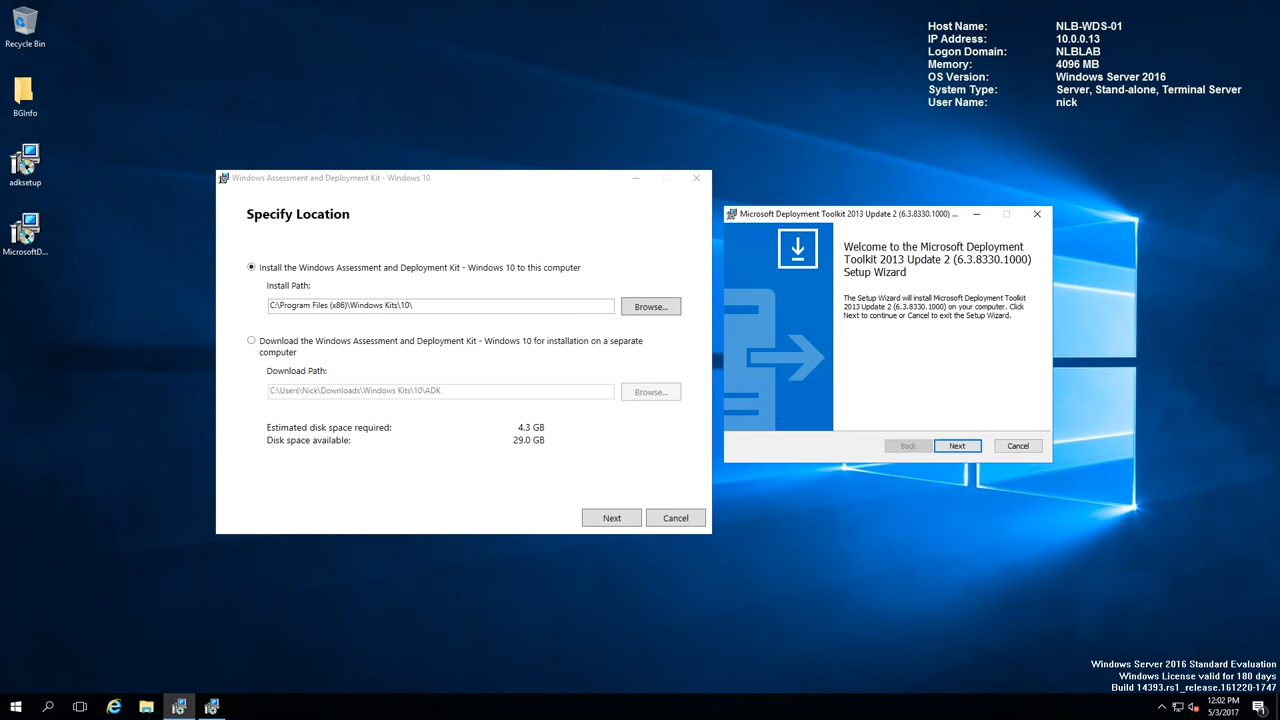 Recycle Bin
BGInfo
adksetup
MicrosoftD...
Host Name: NLB-WDS-01
IP Address: 10.0.0.13
Logon Domain: NLBLAB
Memory: 4096 MB
OS Version: Windows Server 2016
System Type: Server, Stand-alone, Terminal Server
User Name: nick
Windows Assessment and Deployment Kit - Windows 10
Specify Location
Install the Windows Assessment and Deployment Kit - Windows 10 to this computer
Install Path:
C:\Program Files (x86)\Windows Kits\10\
Browse...
Download the Windows Assessment and Deployment Kit - Windows 10 for installation on a separate
computer
Download Path:
C:\Users\Nick\Downloads\Windows Kits\10\ADK
Browse...
Estimated disk space required: 4.3 GB
Disk space available: 29.0 GB
Next Cancel
Microsoft Deployment Toolkit 2013 Update 2 (6.3.8330.1000) ...
Welcome to the Microsoft Deployment
Toolkit 2013 Update 2 (6.3.8330.1000)
Setup Wizard
The Setup Wizard will install Microsoft Deployment Toolkit
2013 Update 2 (6.3.8330.1000) on your computer. Click
Next to continue or Cancel to exit the Setup Wizard.
Back Next Cancel
Windows Server 2016 Standard Evaluation
Windows License valid for 180 days
Build 14393.rs1_release.161220-1747
12:02 PM
5/3/2017
1